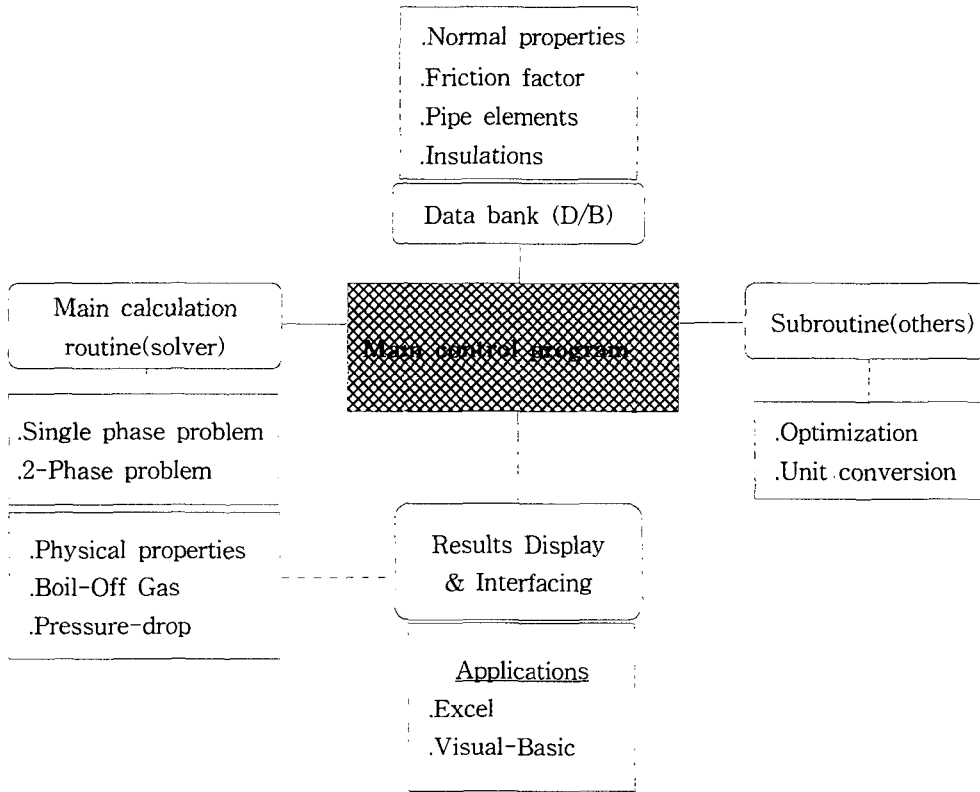 .Normal properties
.Friction factor
.Pipe elements
.Insulations
Data bank (D/B)
Main calculation
routine(solver)
Main control program
Subroutine(others)
.Single phase problem
.2-Phase problem
.Optimization
.Unit conversion
.Physical properties
.Boil-Off Gas
.Pressure-drop
Results Display
& Interfacing
Applications
.Excel
.Visual-Basic